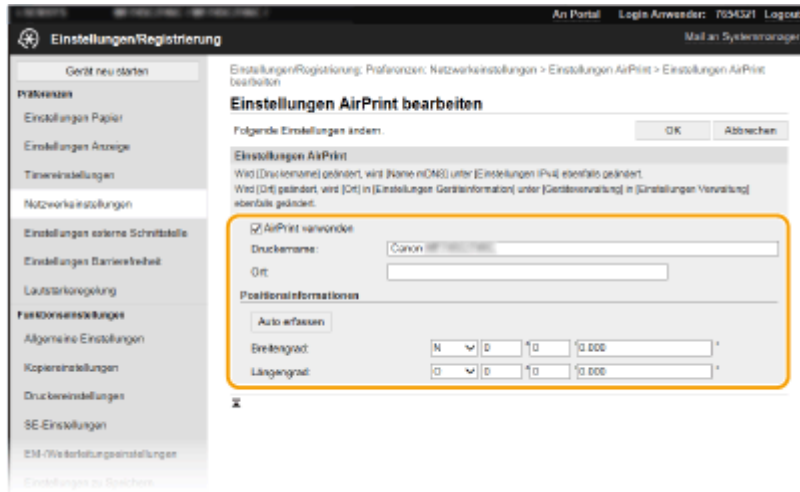 An Portal Login Anwender: 7654321 Logout
Einstellungen/Registrierung
Mail an Systemmanager
Gerät neu starten
Präferenzen
Einstellungen Papier
Einstellungen Anzeige
Timereinstellungen
Netzwerkeinstellungen
Einstellungen externe Schnittstelle
Einstellungen Barrierefreiheit
Lautstärkeregelung
Funktionseinstellungen
Allgemeine Einstellungen
Kopiereinstellungen
Druckereinstellungen
SE-Einstellungen
EM-/Weiterleitungseinstellungen
Einstellungen zu Speichern
Einstellungen/Registrierung: Präferenzen: Netzwerkeinstellungen > Einstellungen AirPrint > Einstellungen AirPrint
bearbeiten
Einstellungen AirPrint bearbeiten
Folgende Einstellungen ändern.
OK Abbrechen
Einstellungen AirPrint
Wird [Druckername] geändert, wird [Name mDNS] unter [Einstellungen IPv4] ebenfalls geändert.
Wird [Ort] geändert, wird [Ort] in [Einstellungen Geräteinformation] unter [Geräteverwaltung] in [Einstellungen Verwaltung]
ebenfalls geändert.
AirPrint verwenden
Druckername: Canon
Ort:
Positionsinformationen
Auto erfassen
Breitengrad: N 0 ° 0 ' 0.000 "
Längengrad: O 0 ° 0 ' 0.000 "